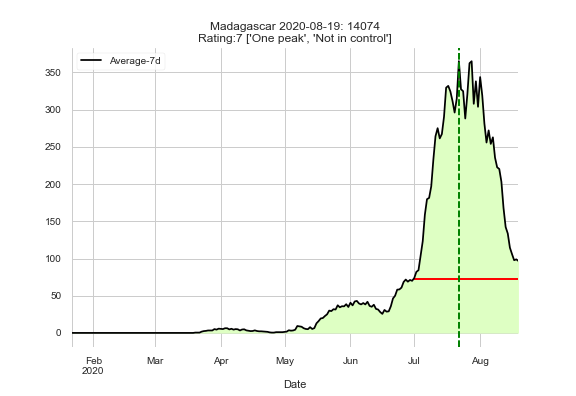 Madagascar 2020-08-19: 14074
Rating:7 ['One peak', 'Not in control']
Average-7d
350
300
250
200
150
100
50
0
Feb Mar Apr May Jun Jul Aug
2020
Date